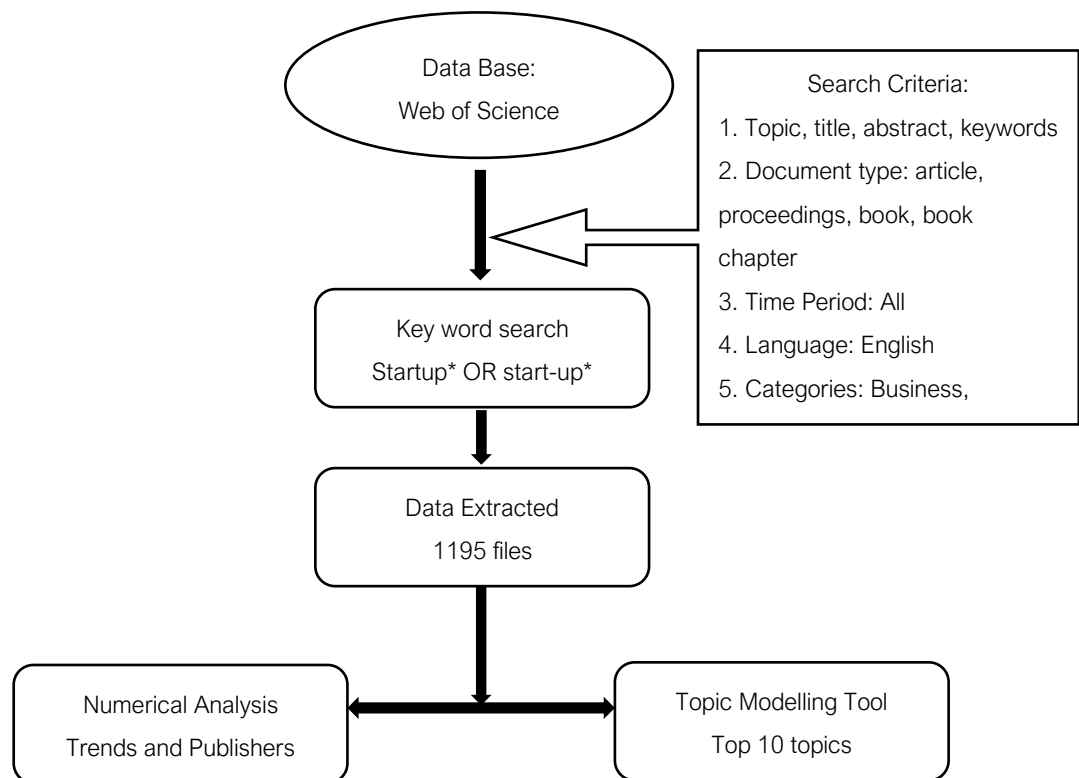 Data Base:
Web of Science
Search Criteria:
1. Topic, title, abstract, keywords
2. Document type: article,
proceedings, book, book
chapter
3. Time Period: All
4. Language: English
5. Categories: Business,
Key word search
Startup* OR start-up*
Data Extracted
1195 files
Numerical Analysis
Trends and Publishers
Topic Modelling Tool
Top 10 topics